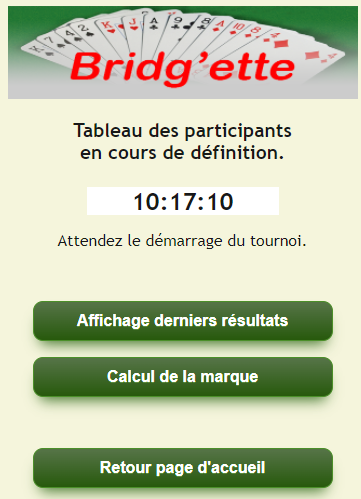 Bridg'ette
Tableau des participants
en cours de définition.
10:17:10
Attendez le démarrage du tournoi.
Affichage derniers résultats
Calcul de la marque
Retour page d'accueil